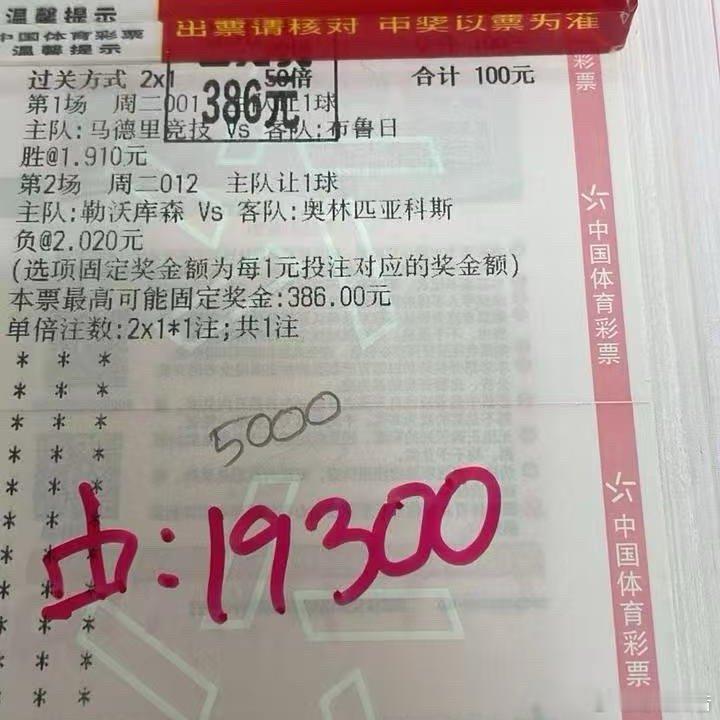 温馨提示
中国体育彩票
温馨提示
出票请核对 中奖以票为准
过关方式 2x1 50倍 合计 100元
386元
第1场 周二001 主队让1球
主队:马德里竞技 Vs 客队:布鲁日
胜@1.910元
第2场 周二012 主队让1球
主队:勒沃库森 Vs 客队:奥林匹亚科斯
负@2.020元
(选项固定奖金额为每1元投注对应的奖金额)
本票最高可能固定奖金:386.00元
单倍注数:2x1*1注;共1注
* * *
* * *
* * *
* * *
* * *
* * *
* * *
* * *
* * *
* * *
* * *
5000
中:19300
彩票
中国体育彩票
中国体育彩票